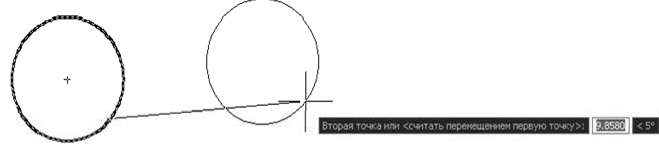 Вторая точка или <считать перемещением первую точку>: 9.8580 < 5°